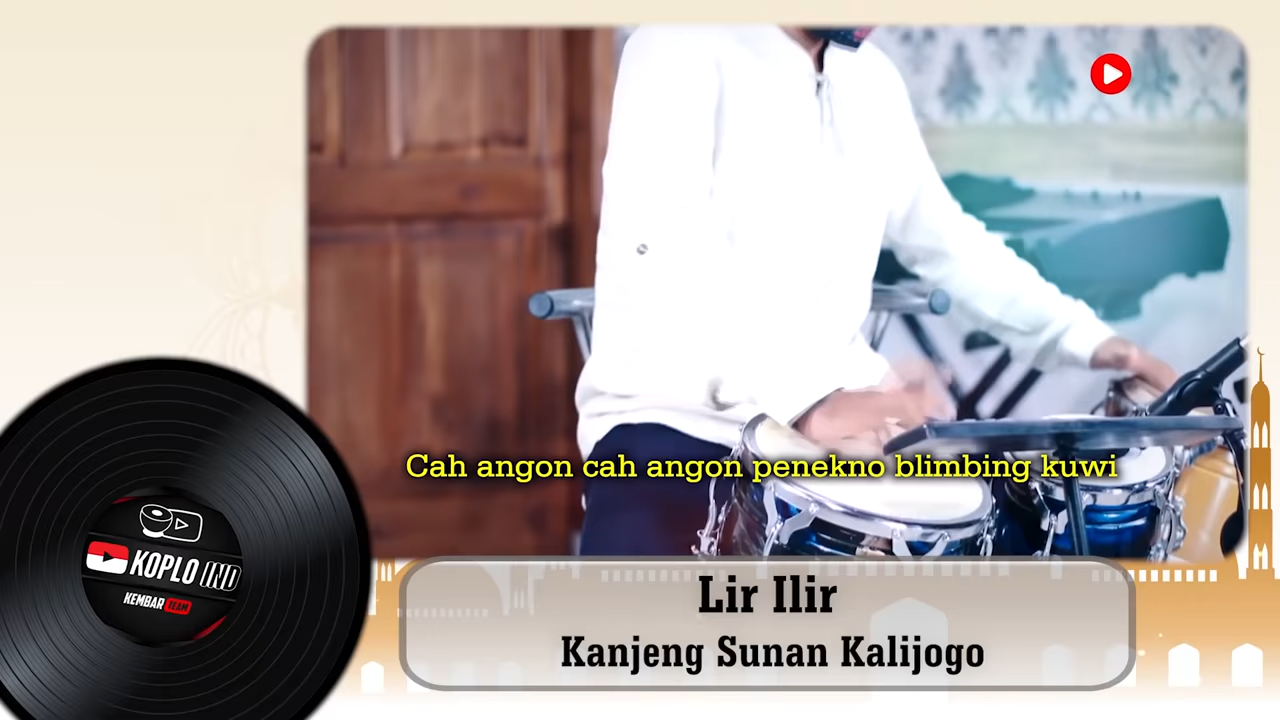 Cah angon cah angon penekno blimbing kuwi
KOPLO IND
KEMBAR TEAM
Lir Ilir
Kanjeng Sunan Kalijogo